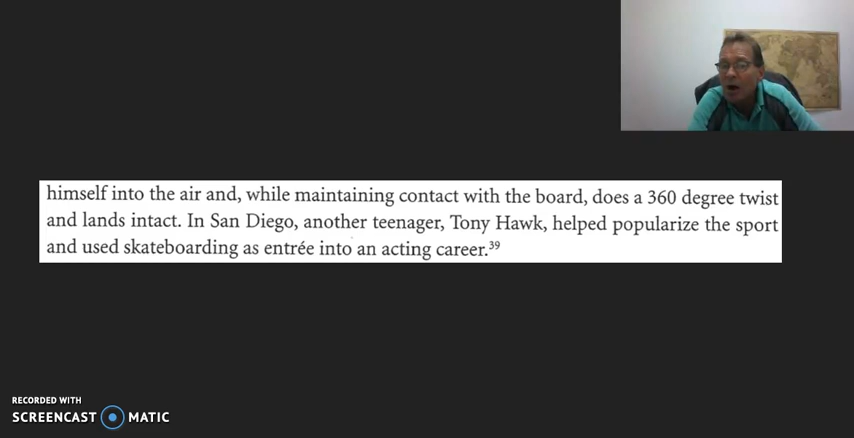 himself into the air and, while maintaining contact with the board, does a 360 degree twist
and lands intact. In San Diego, another teenager, Tony Hawk, helped popularize the sport
and used skateboarding as entrée into an acting career.³⁹
RECORDED WITH
SCREENCAST MATIC